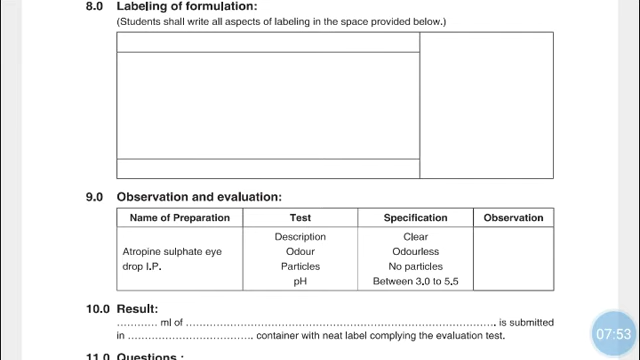 8.0 Labeling of formulation:
(Students shall write all aspects of labeling in the space provided below.)
9.0 Observation and evaluation:
Name of Preparation Test Specification Observation
Description Clear
Atropine sulphate eye Odour Odourless
drop I.P. Particles No particles
pH Between 3.0 to 5.5
10.0 Result:
............ ml of ............................................................................................, is submitted
in ....................................., container with neat label complying the evaluation test.
11.0 Questions :
07:53